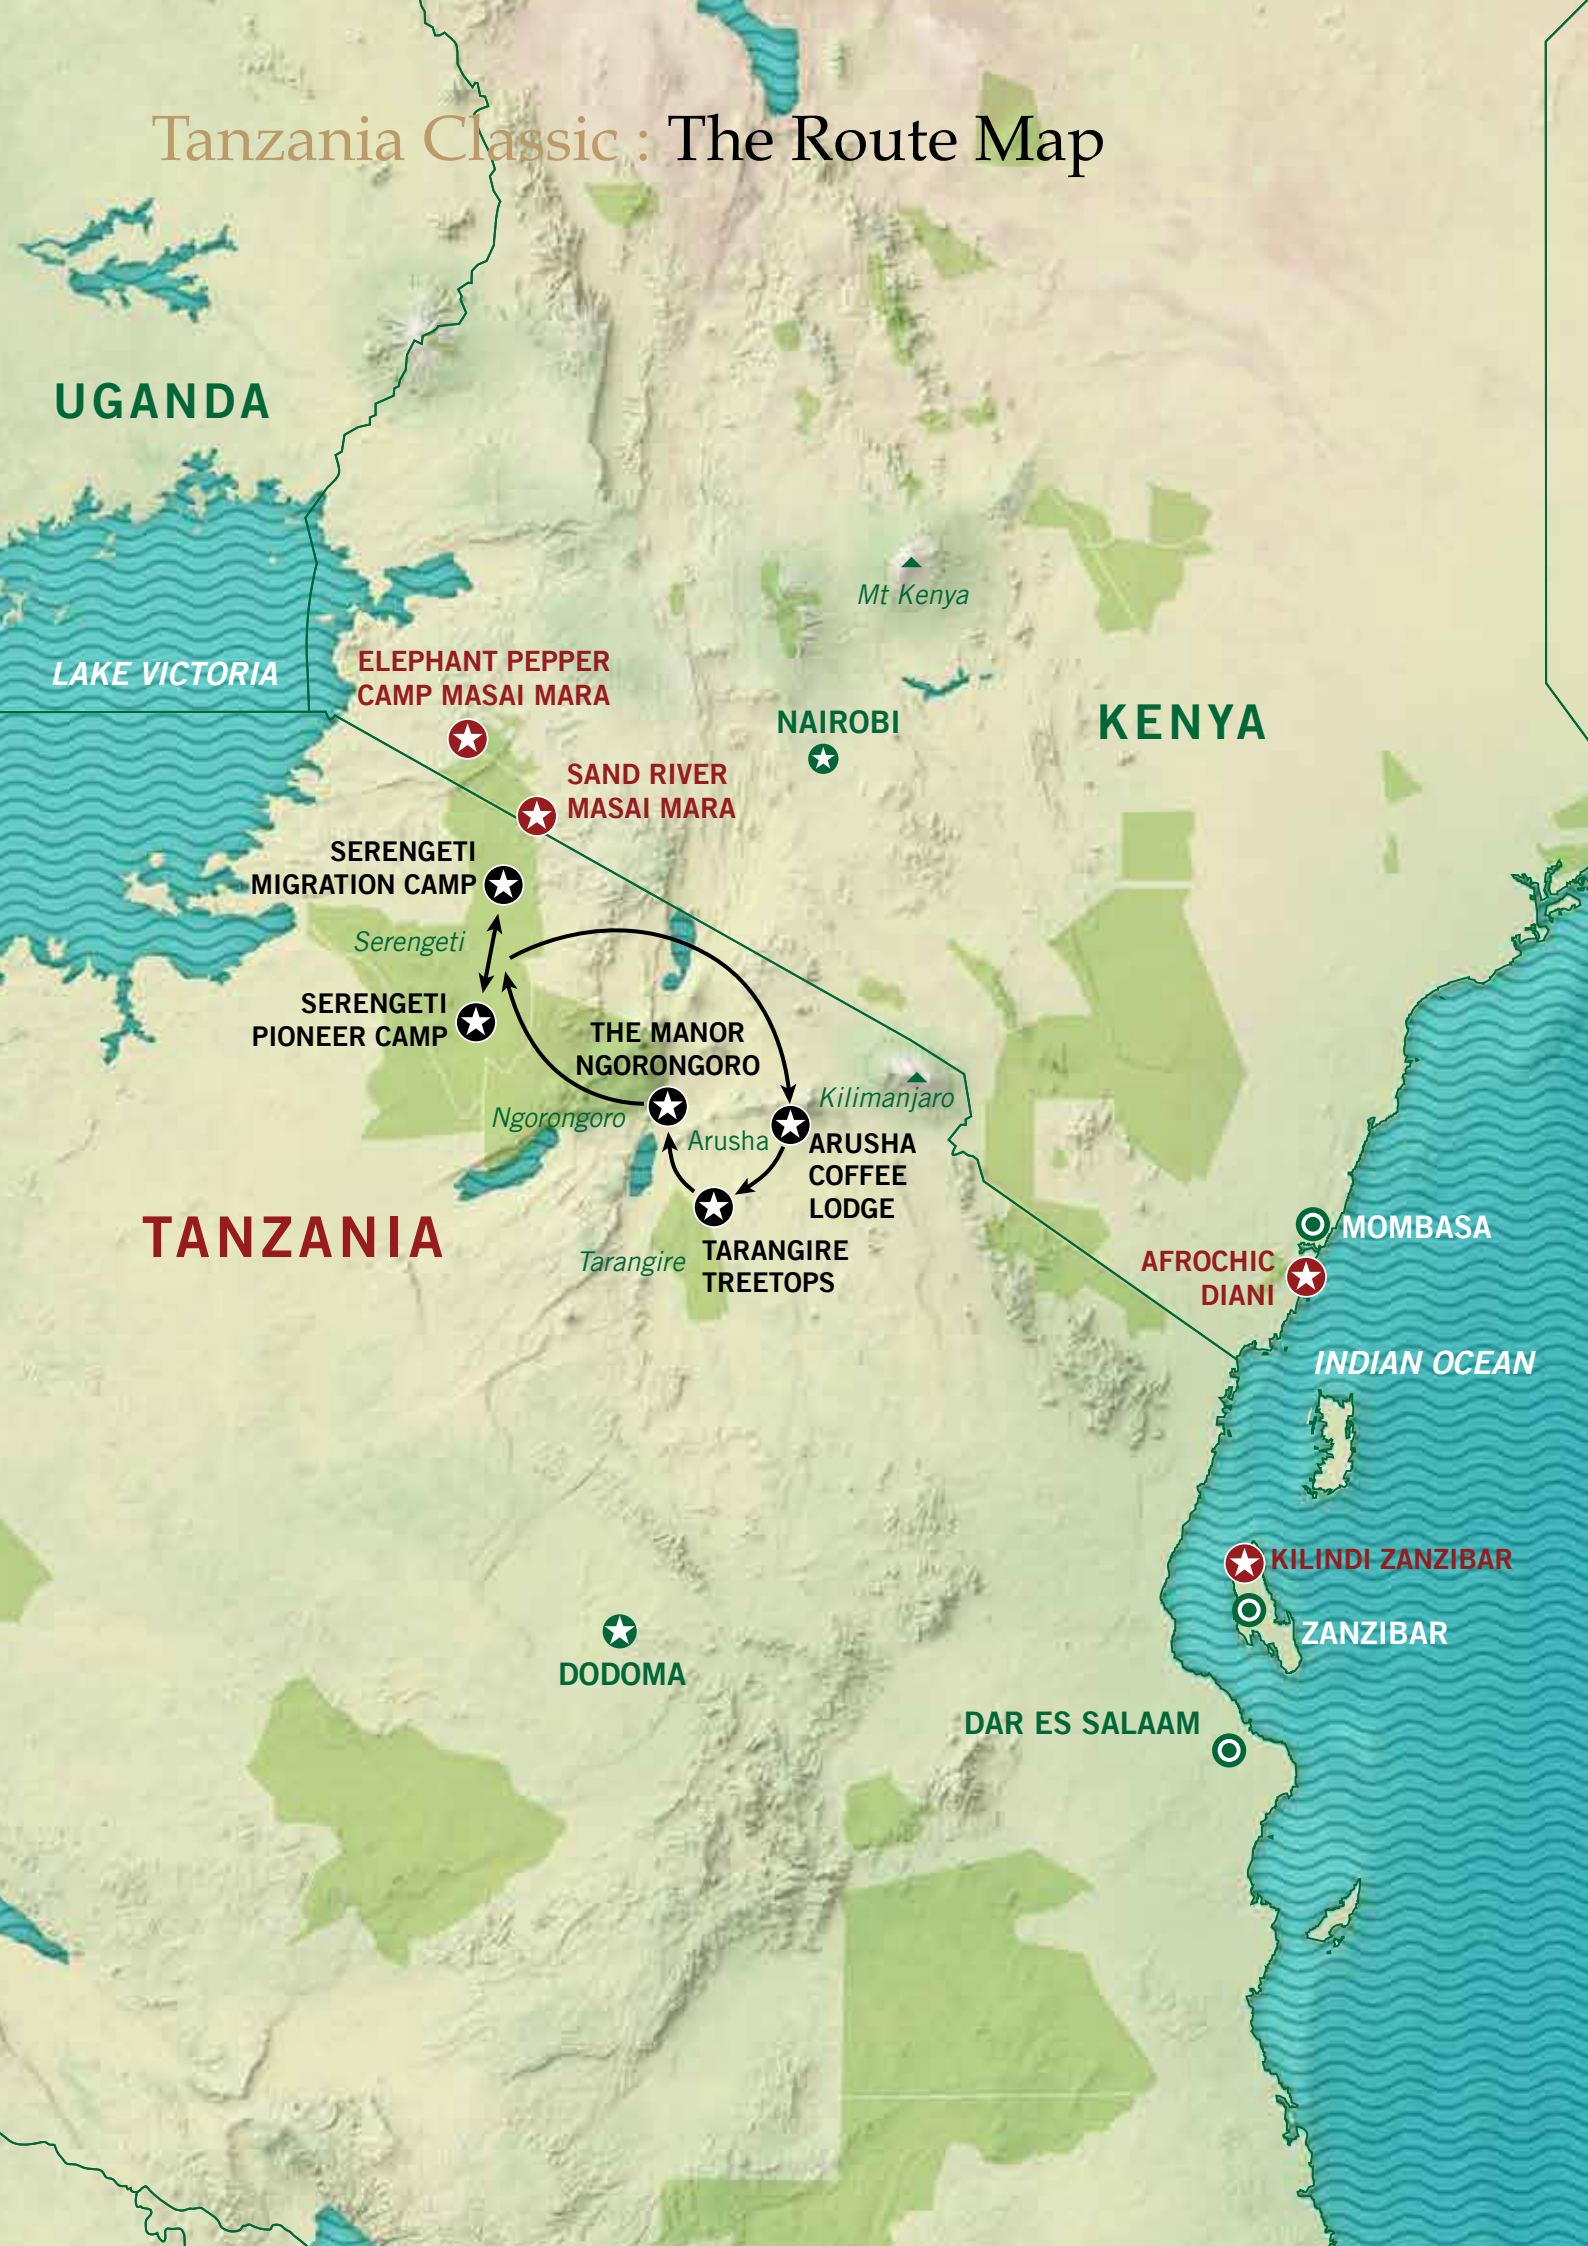 Tanzania Classic : The Route Map
UGANDA
Mt Kenya
LAKE VICTORIA
ELEPHANT PEPPER
CAMP MASAI MARA
NAIROBI
KENYA
SAND RIVER
MASAI MARA
SERENGETI
MIGRATION CAMP
Serengeti
SERENGETI
PIONEER CAMP
THE MANOR
NGORONGORO
Ngorongoro
Kilimanjaro
Arusha
ARUSHA
COFFEE
LODGE
TANZANIA
Tarangire
TARANGIRE
TREETOPS
MOMBASA
AFROCHIC
DIANI
INDIAN OCEAN
KILINDI ZANZIBAR
ZANZIBAR
DODOMA
DAR ES SALAAM